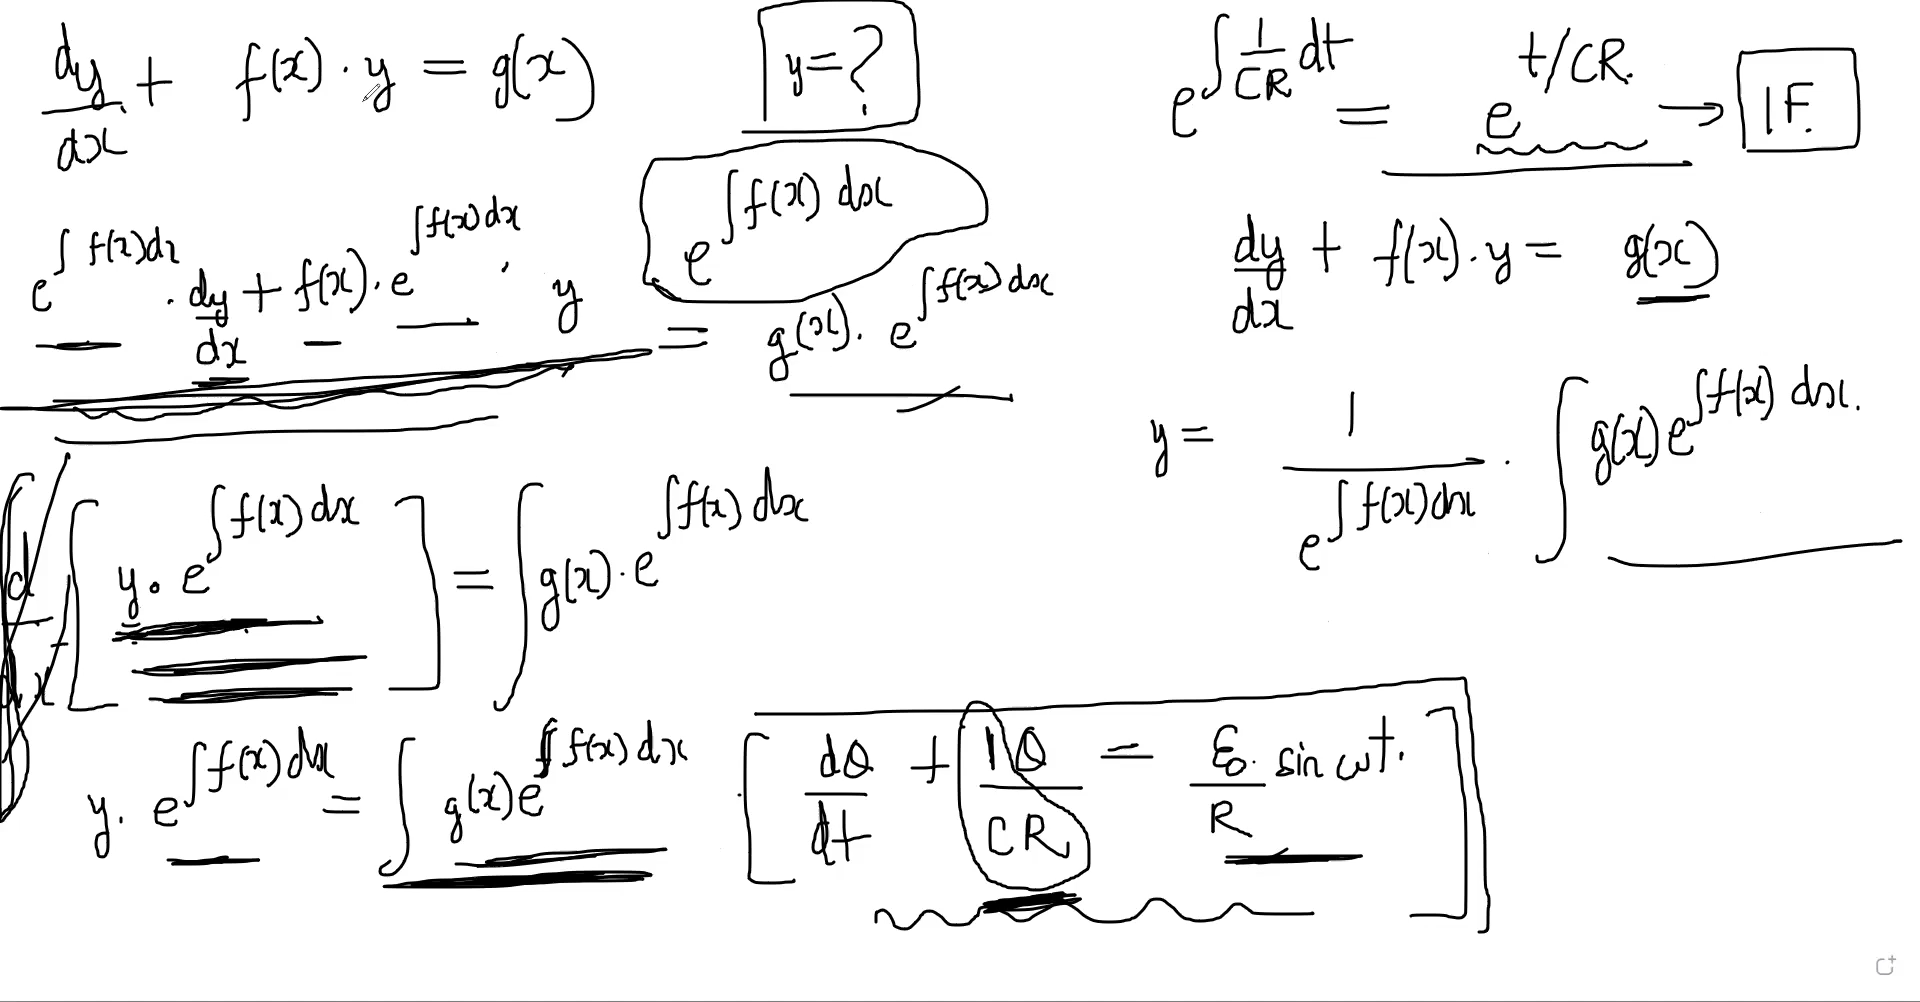 dy/dx + f(x) · y = g(x)
y = ?
e^∫f(x) dx
e^∫f(x)dx · dy/dx + f(x) · e^∫f(x)dx · y = g(x) · e^∫f(x) dx
d/dx [ y · e^∫f(x) dx ] = ∫ g(x) · e^∫f(x) dx
y · e^∫f(x) dx = ∫ g(x) e^∫f(x) dx
[ dQ/dt + 1Q/CR = ε₀/R sin ωt. ]
e^∫1/CR dt = e^t/CR. → IF.
dy/dx + f(x) · y = g(x)
y = 1/e^∫f(x)dx · ∫ g(x) e^∫f(x) dx.